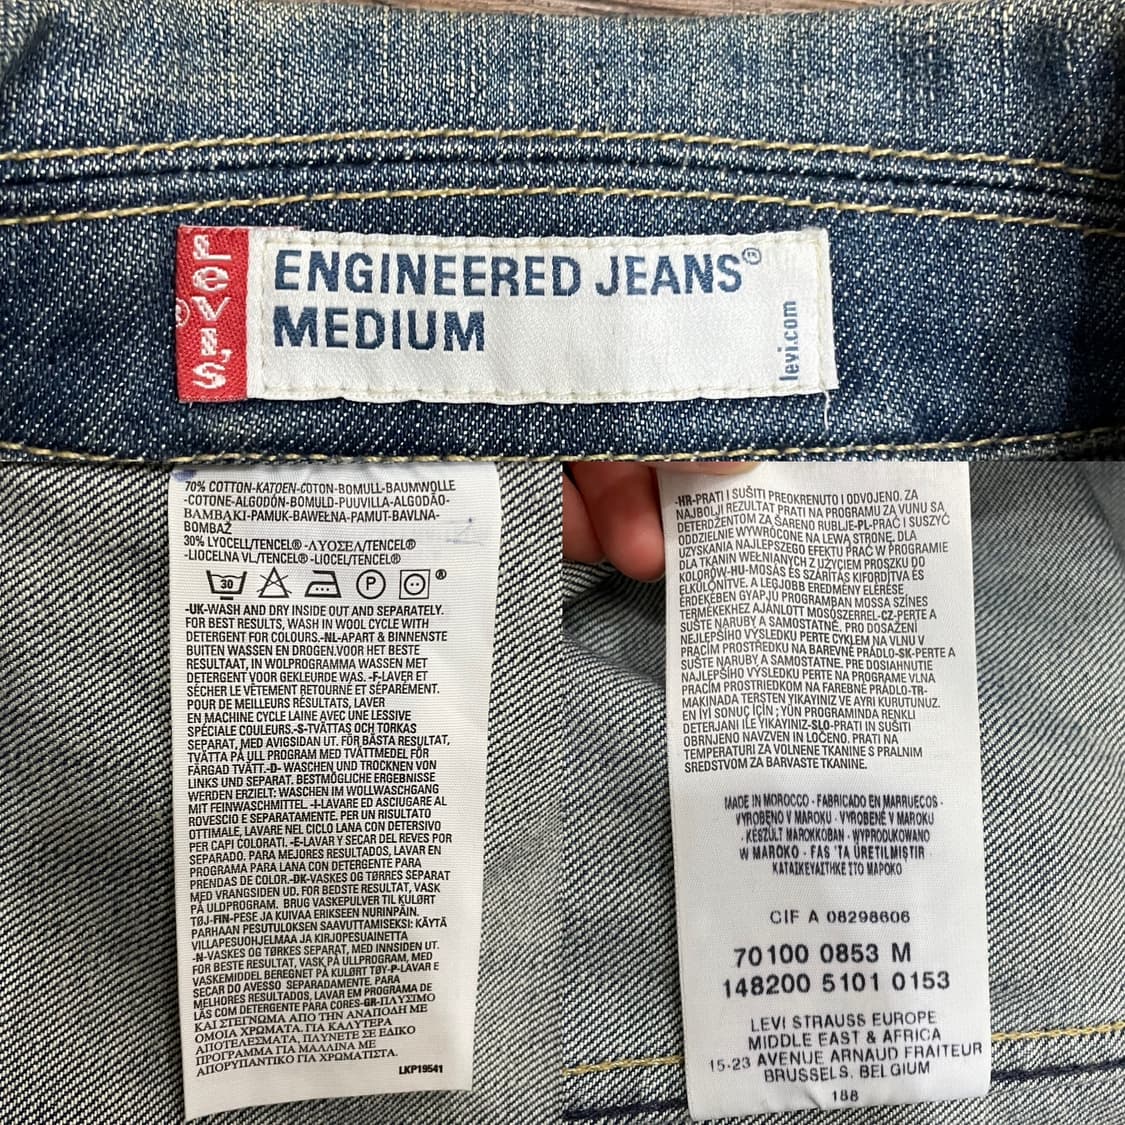 LEVI'S
®
ENGINEERED JEANS®
MEDIUM
levi.com
70% COTTON-KATOEN-COTON-BOMULL-BAUMWOLLE
-COTONE-ALGODÓN-BOMULD-PUUVILLA-ALGODÃO-
BAMBAKI-PAMUK-BAWEŁNA-PAMUT-BAVLNA-
BOMBAŽ
30% LYOCELL/TENCEL® -ΛΥΟΣΕΛ/TENCEL®
-LIOCELNA VL./TENCEL® -LIOCEL/TENCEL®
30 P ®
-UK-WASH AND DRY INSIDE OUT AND SEPARATELY.
FOR BEST RESULTS, WASH IN WOOL CYCLE WITH
DETERGENT FOR COLOURS.-NL-APART & BINNENSTE
BUITEN WASSEN EN DROGEN.VOOR HET BESTE
RESULTAAT, IN WOLPROGRAMMA WASSEN MET
DETERGENT VOOR GEKLEURDE WAS. -F-LAVER ET
SÉCHER LE VÊTEMENT RETOURNÉ ET SÉPARÉMENT.
POUR DE MEILLEURS RÉSULTATS, LAVER
EN MACHINE CYCLE LAINE AVEC UNE LESSIVE
SPÉCIALE COULEURS.-S-TVÄTTAS OCH TORKAS
SEPARAT, MED AVIGSIDAN UT. FÖR BÄSTA RESULTAT,
TVÄTTA PÅ ULL PROGRAM MED TVÄTTMEDEL FÖR
FÄRGAD TVÄTT.-D- WASCHEN UND TROCKNEN VON
LINKS UND SEPARAT. BESTMÖGLICHE ERGEBNISSE
WERDEN ERZIELT: WASCHEN IM WOLLWASCHGANG
MIT FEINWASCHMITTEL. -I-LAVARE ED ASCIUGARE AL
ROVESCIO E SEPARATAMENTE. PER UN RISULTATO
OTTIMALE, LAVARE NEL CICLO LANA CON DETERSIVO
PER CAPI COLORATI. -E-LAVAR Y SECAR DEL REVES POR
SEPARADO. PARA MEJORES RESULTADOS, LAVAR EN
PROGRAMA PARA LANA CON DETERGENTE PARA
PRENDAS DE COLOR.-DK-VASKES OG TØRRES SEPARAT
MED VRANGSIDEN UD. FOR BEDSTE RESULTAT, VASK
PÅ ULDPROGRAM. BRUG VASKEPULVER TIL KULØRT
TØJ-FIN-PESE JA KUIVAA ERIKSEEN NURINPÄIN.
PARHAAN PESUTULOKSEN SAAVUTTAMISEKSI: KÄYTÄ
VILLAPESUOHJELMAA JA KIRJOPESUAINETTA
-N-VASKES OG TØRKES SEPARAT, MED INNSIDEN UT.
FOR BESTE RESULTAT, VASK PÅ ULLPROGRAM, MED
VASKEMIDDEL BEREGNET PÅ KULØRT TØY-P-LAVAR E
SECAR DO AVESSO SEPARADAMENTE. PARA
MELHORES RESULTADOS, LAVAR EM PROGRAMA DE
LÃS COM DETERGENTE PARA CORES-GR-ΠΛΥΣΙΜΟ
ΚΑΙ ΣΤΕΓΝΩΜΑ ΑΠΟ ΤΗΝ ΑΝΑΠΟΔΗ ΜΕ
ΟΜΟΙΑ ΧΡΩΜΑΤΑ. ΓΙΑ ΚΑΛΥΤΕΡΑ
ΑΠΟΤΕΛΕΣΜΑΤΑ, ΠΛΥΝΕΤΕ ΣΕ ΕΙΔΙΚΟ
ΠΡΟΓΡΑΜΜΑ ΓΙΑ ΜΑΛΛΙΝΑ ΜΕ
ΑΠΟΡΥΠΑΝΤΙΚΟ ΓΙΑ ΧΡΩΜΑΤΙΣΤΑ.
LKP19541
-HR-PRATI I SUŠITI PREOKRENUTO I ODVOJENO. ZA
NAJBOLJI REZULTAT PRATI NA PROGRAMU ZA VUNU SA
DETERDŽENTOM ZA ŠARENO RUBLJE-PL-PRAĆ I SUSZYĆ
ODDZIELNIE WYWRÓCONE NA LEWĄ STRONĘ. DLA
UZYSKANIA NAJLEPSZEGO EFEKTU PRAĆ W PROGRAMIE
DLA TKANIN WEŁNIANYCH Z UŻYCIEM PROSZKU DO
KOLORÓW-HU-MOSÁS ÉS SZÁRÍTÁS KIFORDÍTVA ÉS
ELKÜLÖNÍTVE. A LEGJOBB EREDMÉNY ELÉRÉSE
ÉRDEKÉBEN GYAPJÚ PROGRAMBAN MOSSA SZÍNES
TERMÉKEKHEZ AJÁNLOTT MOSÓSZERREL-CZ-PERTE A
SUŠTE NARUBY A SAMOSTATNĚ. PRO DOSAŽENÍ
NEJLEPŠÍHO VÝSLEDKU PERTE CYKLEM NA VLNU V
PRACÍM PROSTŘEDKU NA BAREVNÉ PRÁDLO-SK-PERTE A
SUŠTE NARUBY A SAMOSTATNE. PRE DOSIAHNUTIE
NAJLEPŠIEHO VÝSLEDKU PERTE NA PROGRAME VLNA
PRACÍM PROSTRIEDKOM NA FAREBNÉ PRÁDLO-TR-
MAKINADA TERSTEN YIKAYINIZ VE AYRI KURUTUNUZ.
EN İYİ SONUÇ İÇİN ; YÜN PROGRAMINDA RENKLI
DETERJANI ILE YIKAYINIZ-SLO-PRATI IN SUŠITI
OBRNJENO NAVZVEN IN LOČENO. PRATI NA
TEMPERATURI ZA VOLNENE TKANINE S PRALNIM
SREDSTVOM ZA BARVASTE TKANINE.
MADE IN MOROCCO - FABRICADO EN MARRUECOS -
VYROBENO V MAROKU - VYROBENÉ V MAROKU
- KÉSZÜLT MAROKKÓBAN - WYPRODUKOWANO
W MAROKO - FAS 'TA ÜRETİLMİŞTİR
ΚΑΤΑΣΚΕΥΑΣΤΗΚΕ ΣΤΟ ΜΑΡΟΚΟ
CIF A 08298606
70100 0853 M
148200 5101 0153
LEVI STRAUSS EUROPE
MIDDLE EAST & AFRICA
15-23 AVENUE ARNAUD FRAITEUR
BRUSSELS, BELGIUM
188